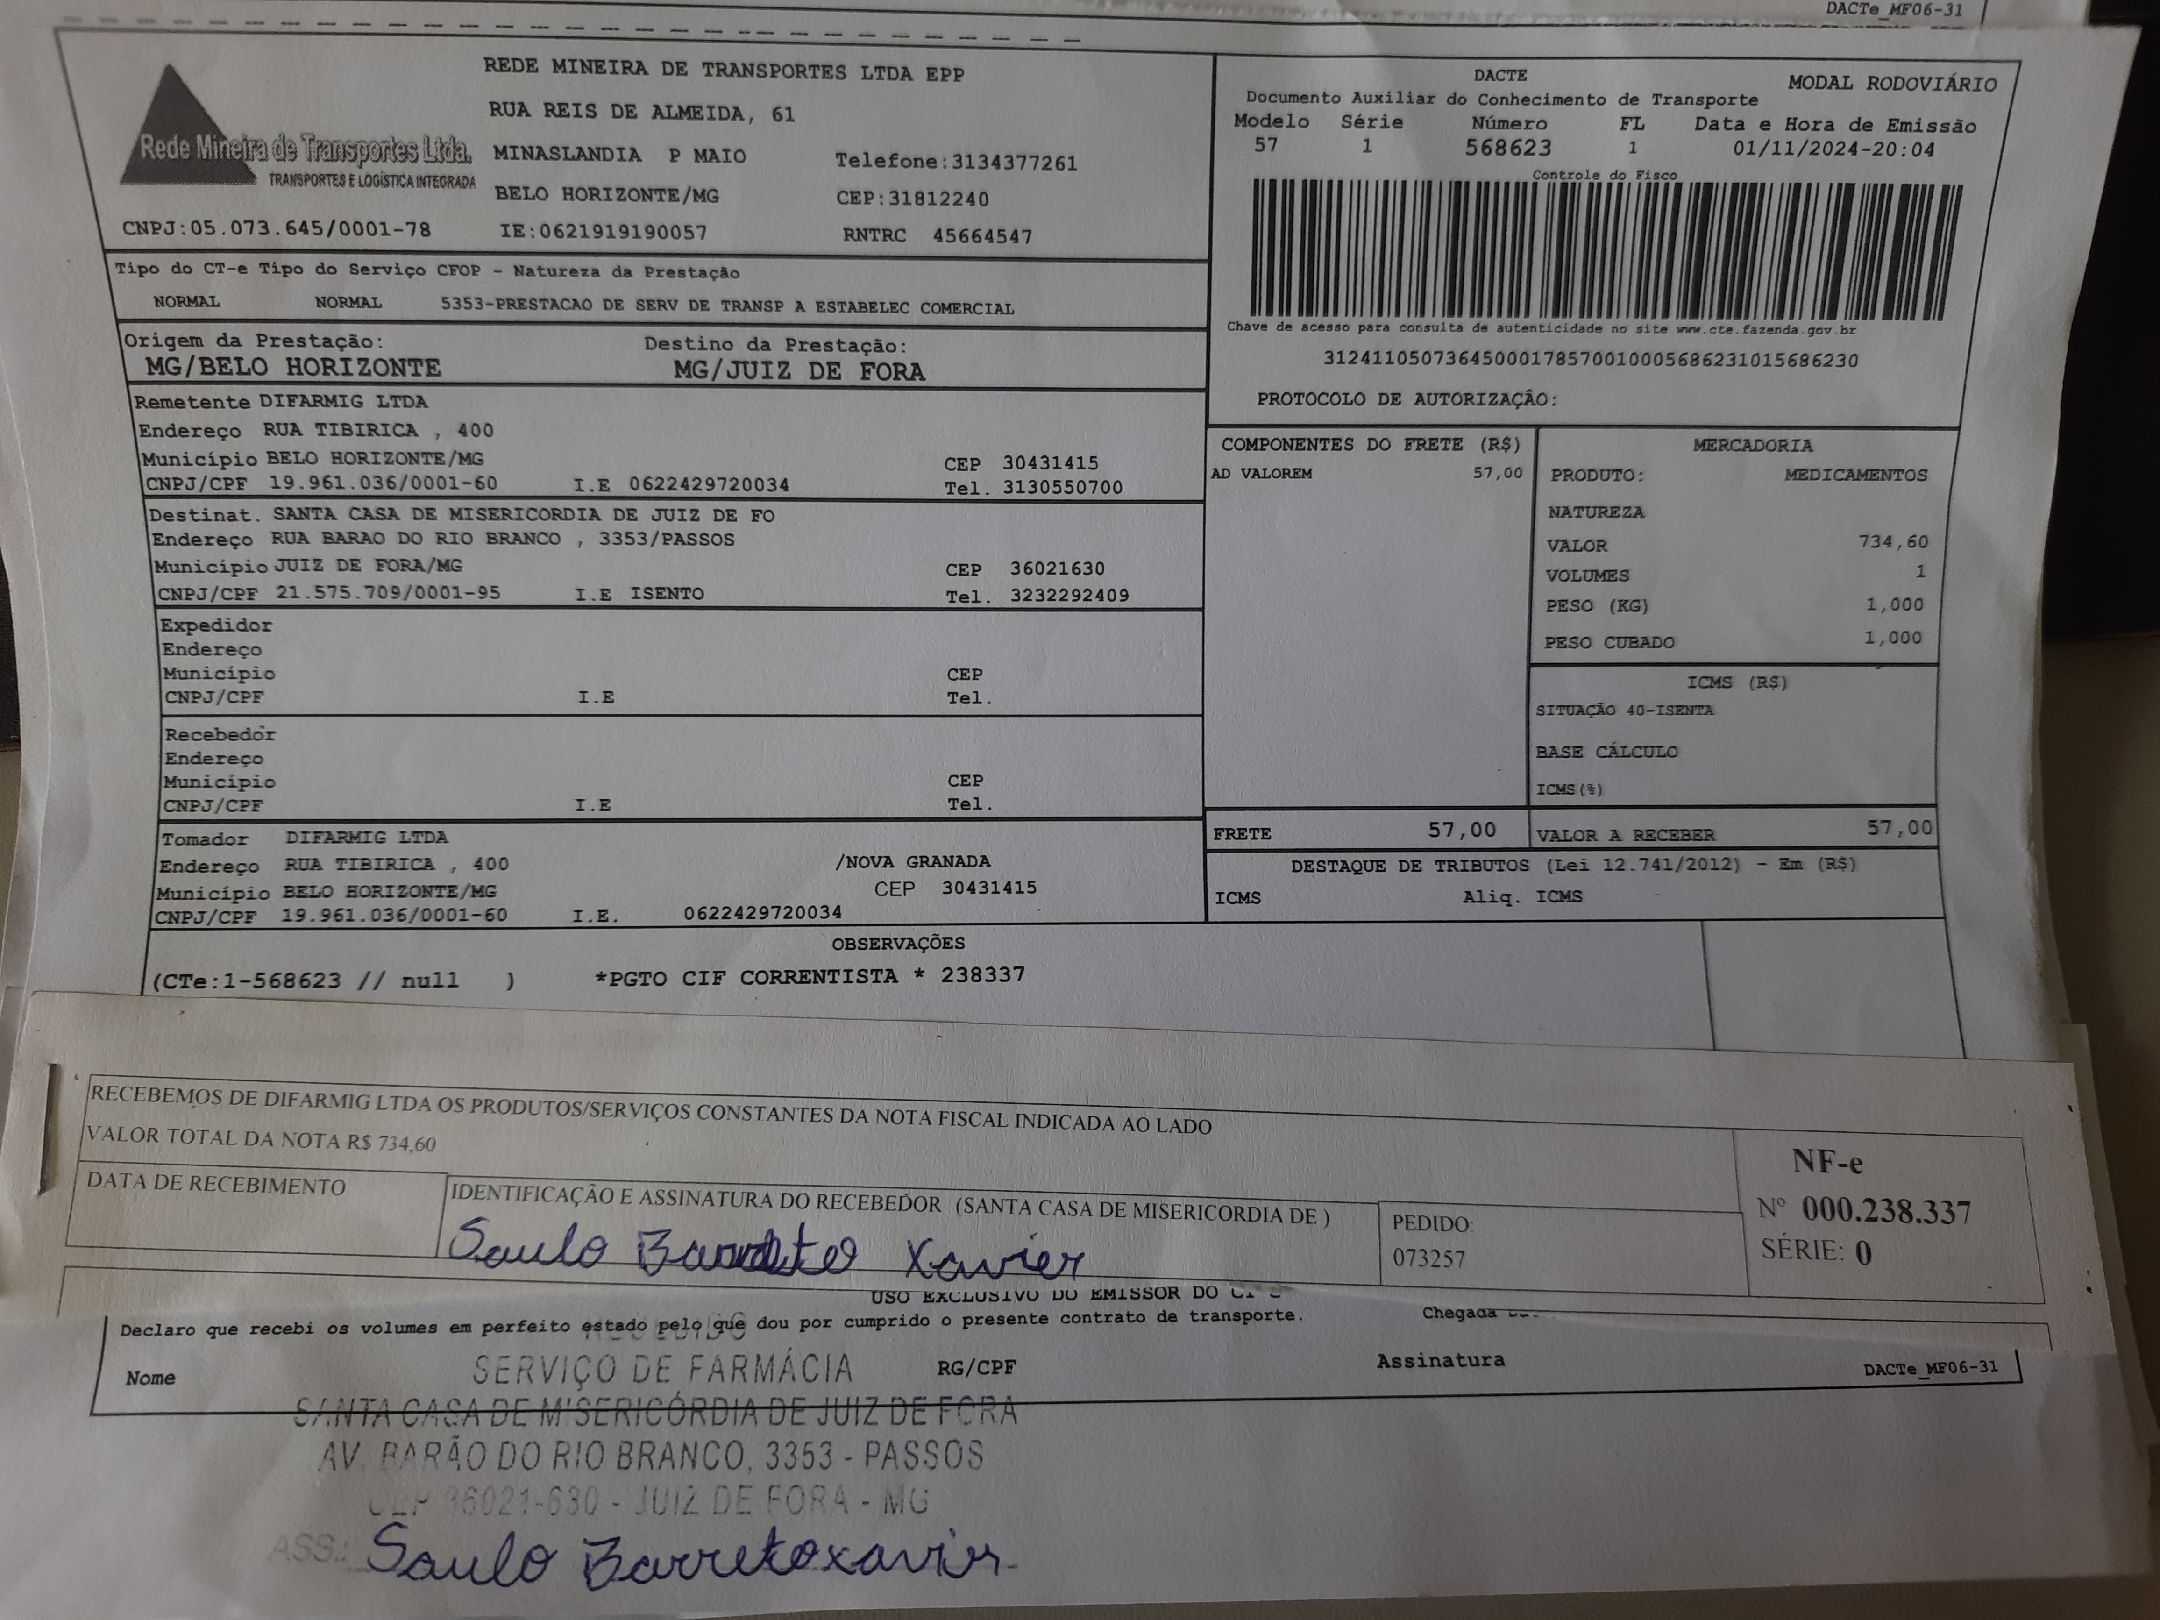 DACTe_MF06-31
Rede Mineira de Transportes Ltda.
TRANSPORTES E LOGÍSTICA INTEGRADA
REDE MINEIRA DE TRANSPORTES LTDA EPP
RUA REIS DE ALMEIDA, 61
MINASLANDIA P MAIO Telefone:3134377261
BELO HORIZONTE/MG CEP:31812240
CNPJ:05.073.645/0001-78 IE:0621919190057 RNTRC 45664547
DACTE MODAL RODOVIÁRIO
Documento Auxiliar do Conhecimento de Transporte
Modelo Série Número FL Data e Hora de Emissão
57 1 568623 1 01/11/2024-20:04
Controle do Fisco
Chave de acesso para consulta de autenticidade no site www.cte.fazenda.gov.br
31241105073645000178570010005686231015686230
PROTOCOLO DE AUTORIZAÇÃO:
Tipo do CT-e Tipo do Serviço CFOP - Natureza da Prestação
NORMAL NORMAL 5353-PRESTACAO DE SERV DE TRANSP A ESTABELEC COMERCIAL
Origem da Prestação: Destino da Prestação:
MG/BELO HORIZONTE MG/JUIZ DE FORA
Remetente DIFARMIG LTDA
Endereço RUA TIBIRICA , 400
Município BELO HORIZONTE/MG CEP 30431415
CNPJ/CPF 19.961.036/0001-60 I.E 0622429720034 Tel. 3130550700
Destinat. SANTA CASA DE MISERICORDIA DE JUIZ DE FO
Endereço RUA BARAO DO RIO BRANCO , 3353/PASSOS
Município JUIZ DE FORA/MG CEP 36021630
CNPJ/CPF 21.575.709/0001-95 I.E ISENTO Tel. 3232292409
Expedidor
Endereço
Município CEP
CNPJ/CPF I.E Tel.
Recebedor
Endereço
Município CEP
CNPJ/CPF I.E Tel.
Tomador DIFARMIG LTDA
Endereço RUA TIBIRICA , 400 /NOVA GRANADA
Município BELO HORIZONTE/MG CEP 30431415
CNPJ/CPF 19.961.036/0001-60 I.E. 0622429720034
COMPONENTES DO FRETE (R$)
AD VALOREM 57,00
MERCADORIA
PRODUTO: MEDICAMENTOS
NATUREZA
VALOR 734,60
VOLUMES 1
PESO (KG) 1,000
PESO CUBADO 1,000
ICMS (R$)
SITUAÇÃO 40-ISENTA
BASE CÁLCULO
ICMS(%)
FRETE 57,00 VALOR A RECEBER 57,00
DESTAQUE DE TRIBUTOS (Lei 12.741/2012) - Em (R$)
ICMS Aliq. ICMS
OBSERVAÇÕES
(CTe:1-568623 // null ) *PGTO CIF CORRENTISTA * 238337
RECEBEMOS DE DIFARMIG LTDA OS PRODUTOS/SERVIÇOS CONSTANTES DA NOTA FISCAL INDICADA AO LADO
VALOR TOTAL DA NOTA R$ 734,60
DATA DE RECEBIMENTO
IDENTIFICAÇÃO E ASSINATURA DO RECEBEDOR (SANTA CASA DE MISERICORDIA DE )
Saulo Barreto Xavier
PEDIDO:
073257
NF-e
Nº 000.238.337
SÉRIE: 0
USO EXCLUSIVO DO EMISSOR DO
Declaro que recebi os volumes em perfeito estado pelo que dou por cumprido o presente contrato de transporte. Chegada
Nome RG/CPF Assinatura DACTe_MF06-31
SERVIÇO DE FARMÁCIA
SANTA CASA DE MISERICÓRDIA DE JUIZ DE FORA
AV. BARÃO DO RIO BRANCO, 3353 - PASSOS
CEP 36021-630 - JUIZ DE FORA - MG
ASS.: Saulo Barreto xavier